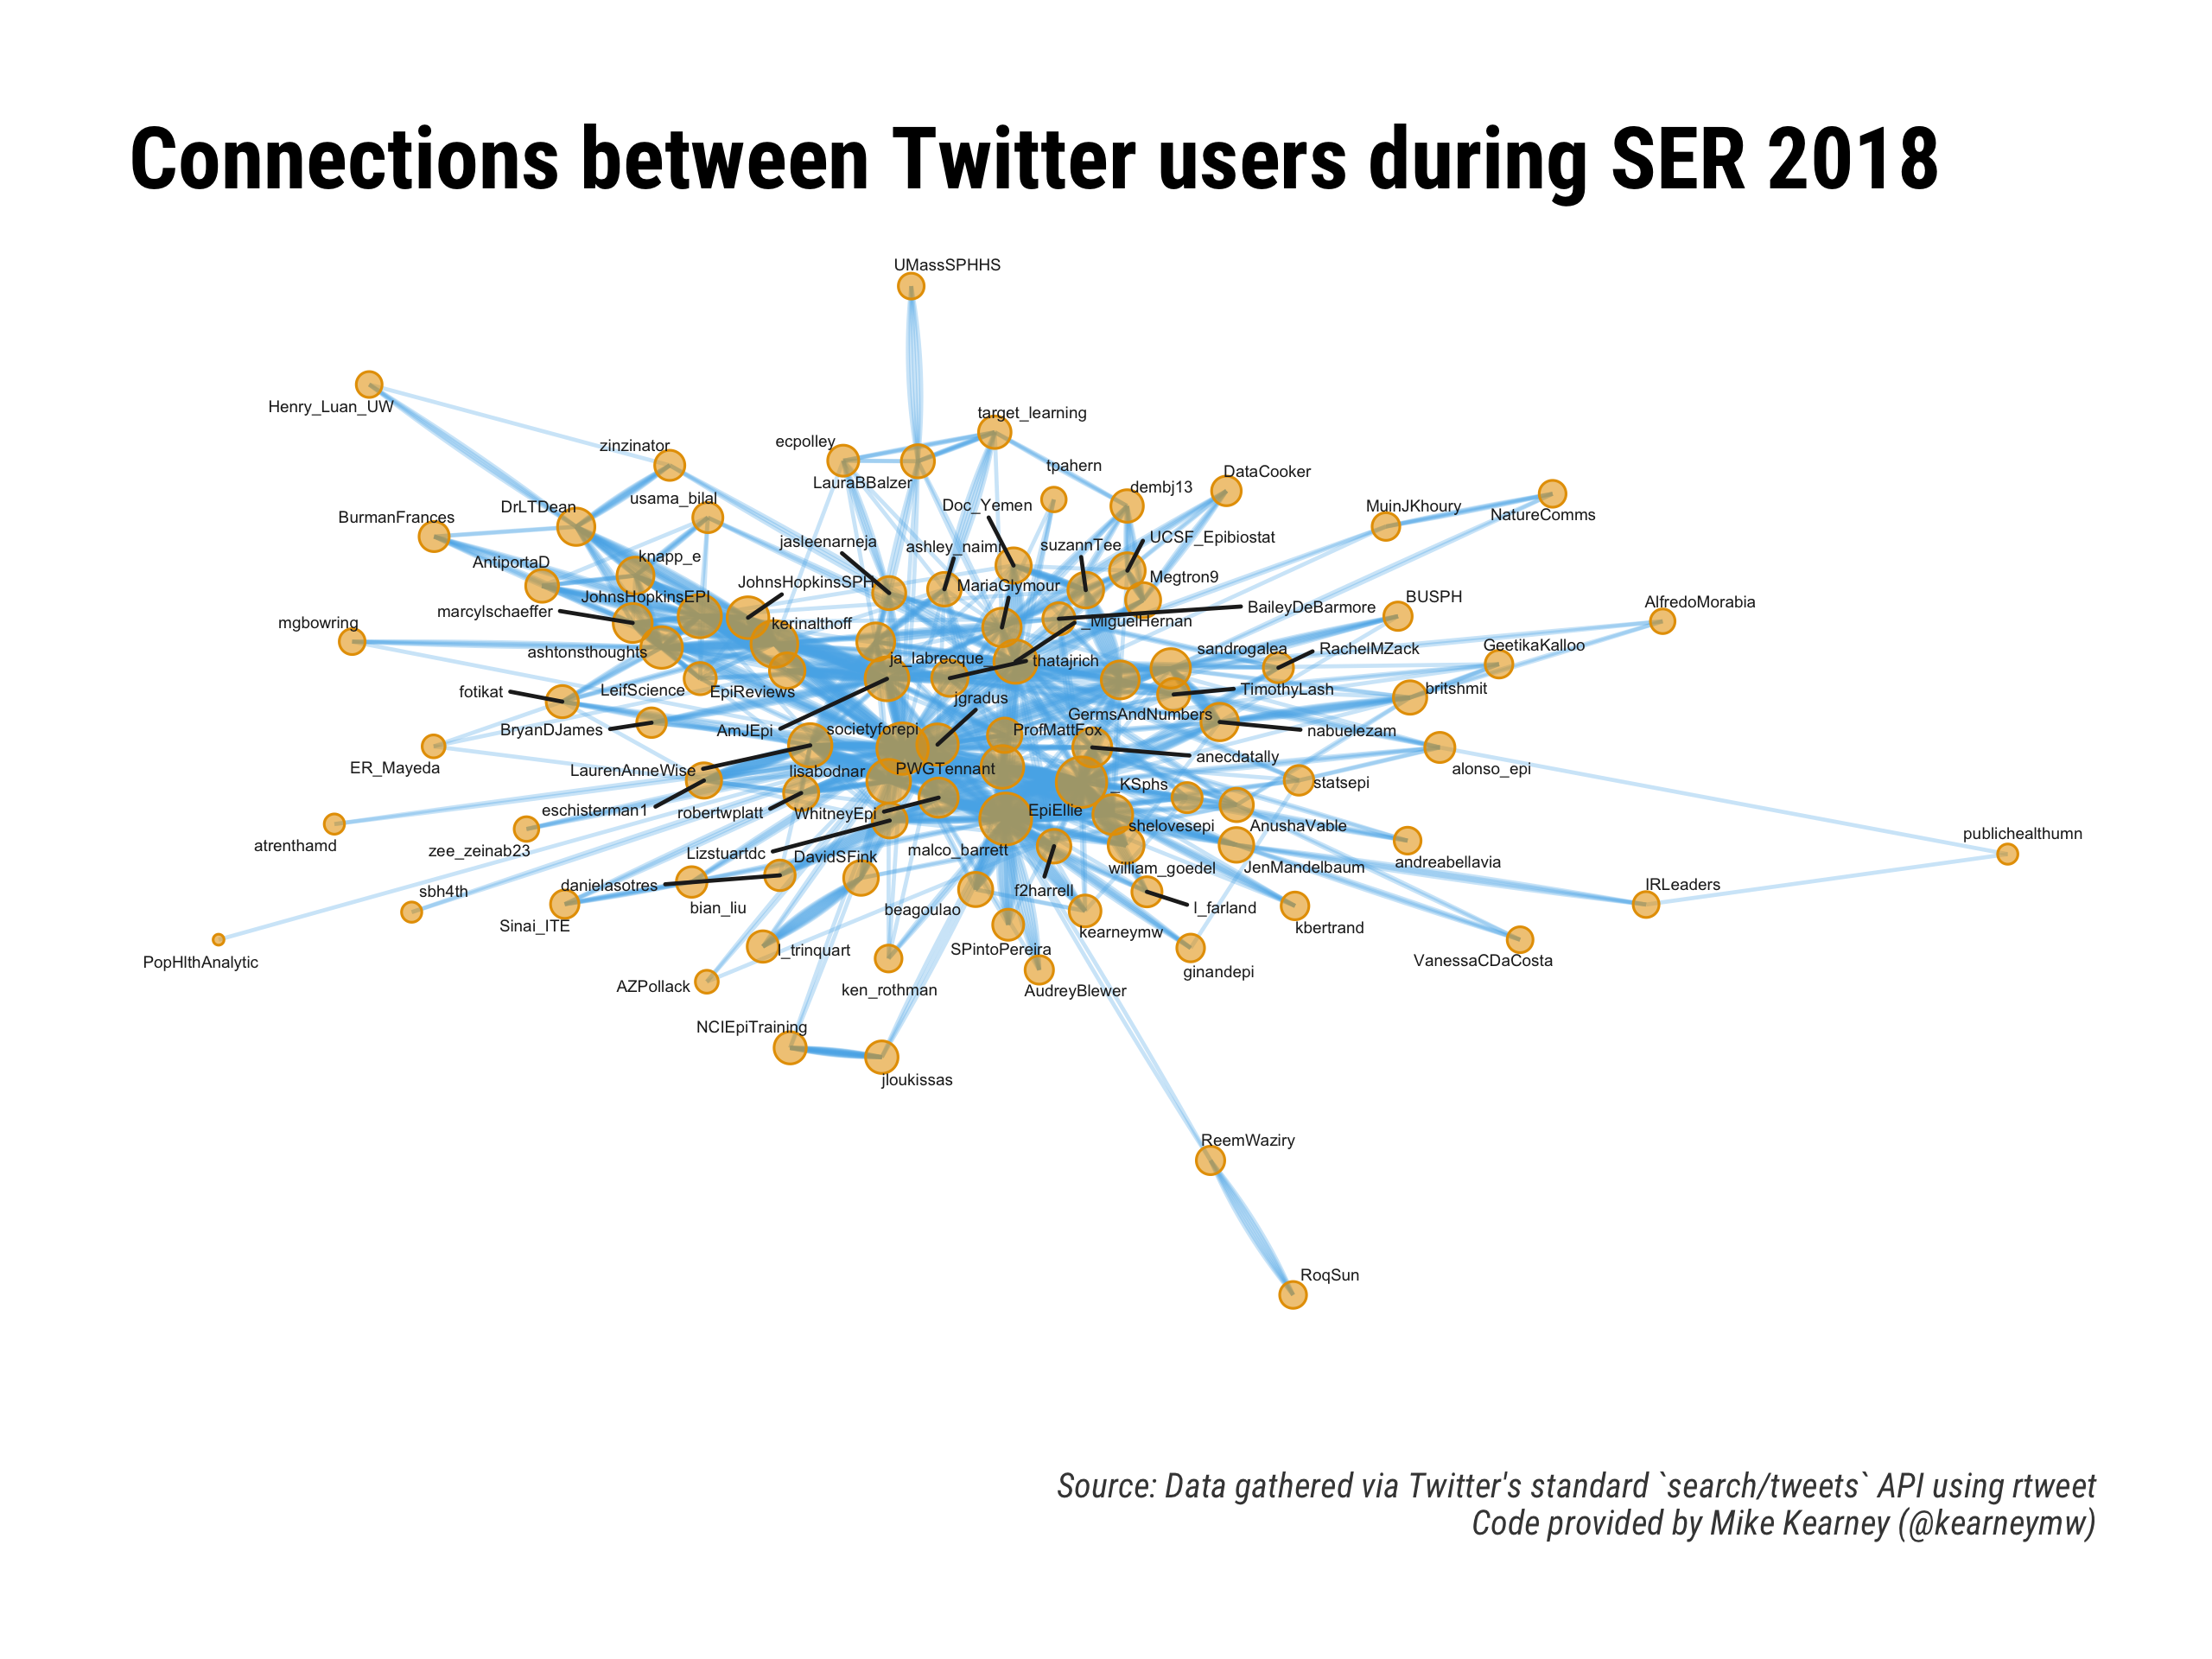 Connections between Twitter users during SER 2018
UMassSPHHS
Henry_Luan_UW
target_learning
ecpolley
zinzinator
tpahern
DataCooker
LauraBBalzer
dembj13
usama_bilal
DrLTDean
Doc_Yemen
MuinJKhoury
NatureComms
BurmanFrances
jasleenarneja
ashley_naimi
suzannTee
UCSF_Epibiostat
knapp_e
AntiportaD
JohnsHopkinsSPH
MariaGlymour
Megtron9
JohnsHopkinsEPI
BUSPH
AlfredoMorabia
marcylschaeffer
BaileyDeBarmore
mgbowring
kerinalthoff
_MiguelHernan
GeetikaKalloo
ashtonsthoughts
ja_labrecque_
thatajrich
sandrogalea
RachelMZack
fotikat
LeifScience
EpiReviews
jgradus
TimothyLash
britshmit
BryanDJames
AmJEpi
societyforepi
ProfMattFox
GermsAndNumbers
nabuelezam
ER_Mayeda
LaurenAnneWise
lisabodnar
PWGTennant
anecdatally
alonso_epi
eschisterman1
robertwplatt
WhitneyEpi
_KSphs
statsepi
EpiEllie
shelovesepi
AnushaVable
publichealthumn
atrenthamd
zee_zeinab23
Lizstuartdc
DavidSFink
malco_barrett
andreabellavia
william_goedel
JenMandelbaum
sbh4th
danielasotres
f2harrell
IRLeaders
Sinai_ITE
bian_liu
beagoulao
l_farland
kbertrand
kearneymw
PopHlthAnalytic
l_trinquart
SPintoPereira
VanessaCDaCosta
AZPollack
ken_rothman
AudreyBlewer
ginandepi
NCIEpiTraining
jloukissas
ReemWaziry
RoqSun
Source: Data gathered via Twitter's standard `search/tweets` API using rtweet
Code provided by Mike Kearney (@kearneymw)